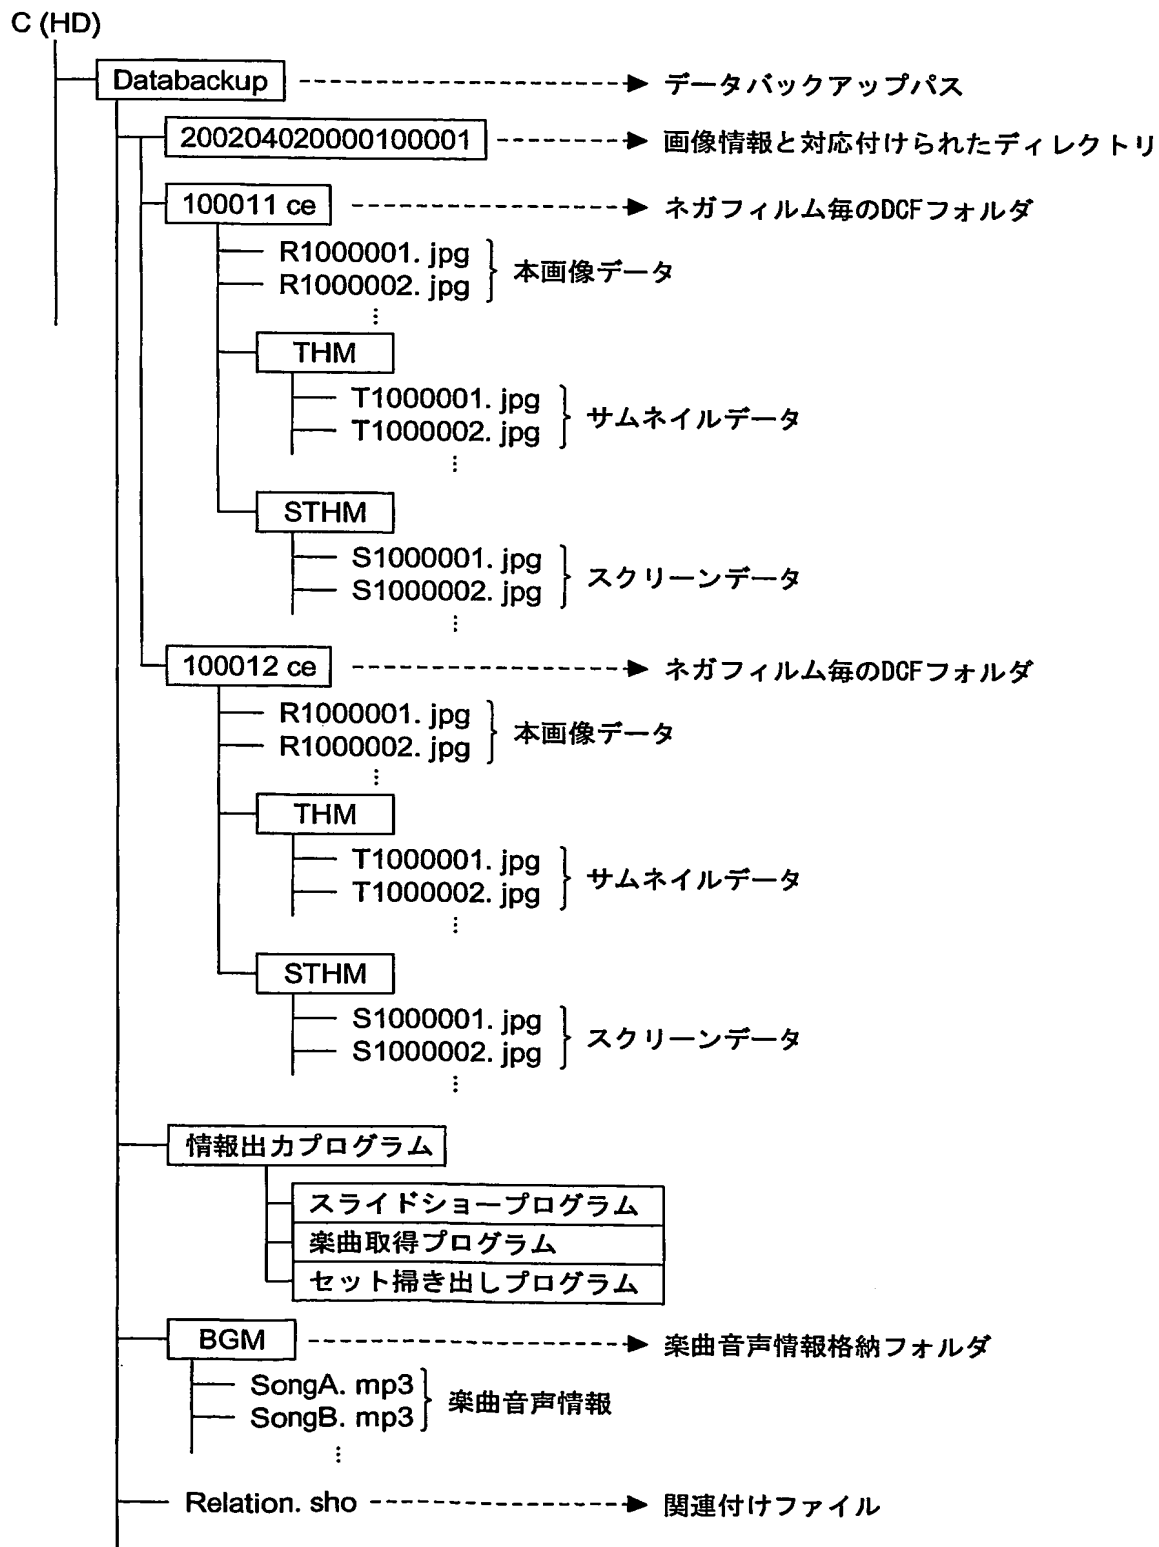 C (HD)
Databackup データバックアップパス
200204020000100001 画像情報と対応付けられたディレクトリ
100011 ce ネガフィルム毎のDCFフォルダ
R1000001. jpg
R1000002. jpg
本画像データ
THM
T1000001. jpg
T1000002. jpg
サムネイルデータ
STHM
S1000001. jpg
S1000002. jpg
スクリーンデータ
100012 ce ネガフィルム毎のDCFフォルダ
R1000001. jpg
R1000002. jpg
本画像データ
THM
T1000001. jpg
T1000002. jpg
サムネイルデータ
STHM
S1000001. jpg
S1000002. jpg
スクリーンデータ
情報出力プログラム
スライドショープログラム
楽曲取得プログラム
セット掃き出しプログラム
BGM 楽曲音声情報格納フォルダ
SongA. mp3
SongB. mp3
楽曲音声情報
Relation. sho 関連付けファイル